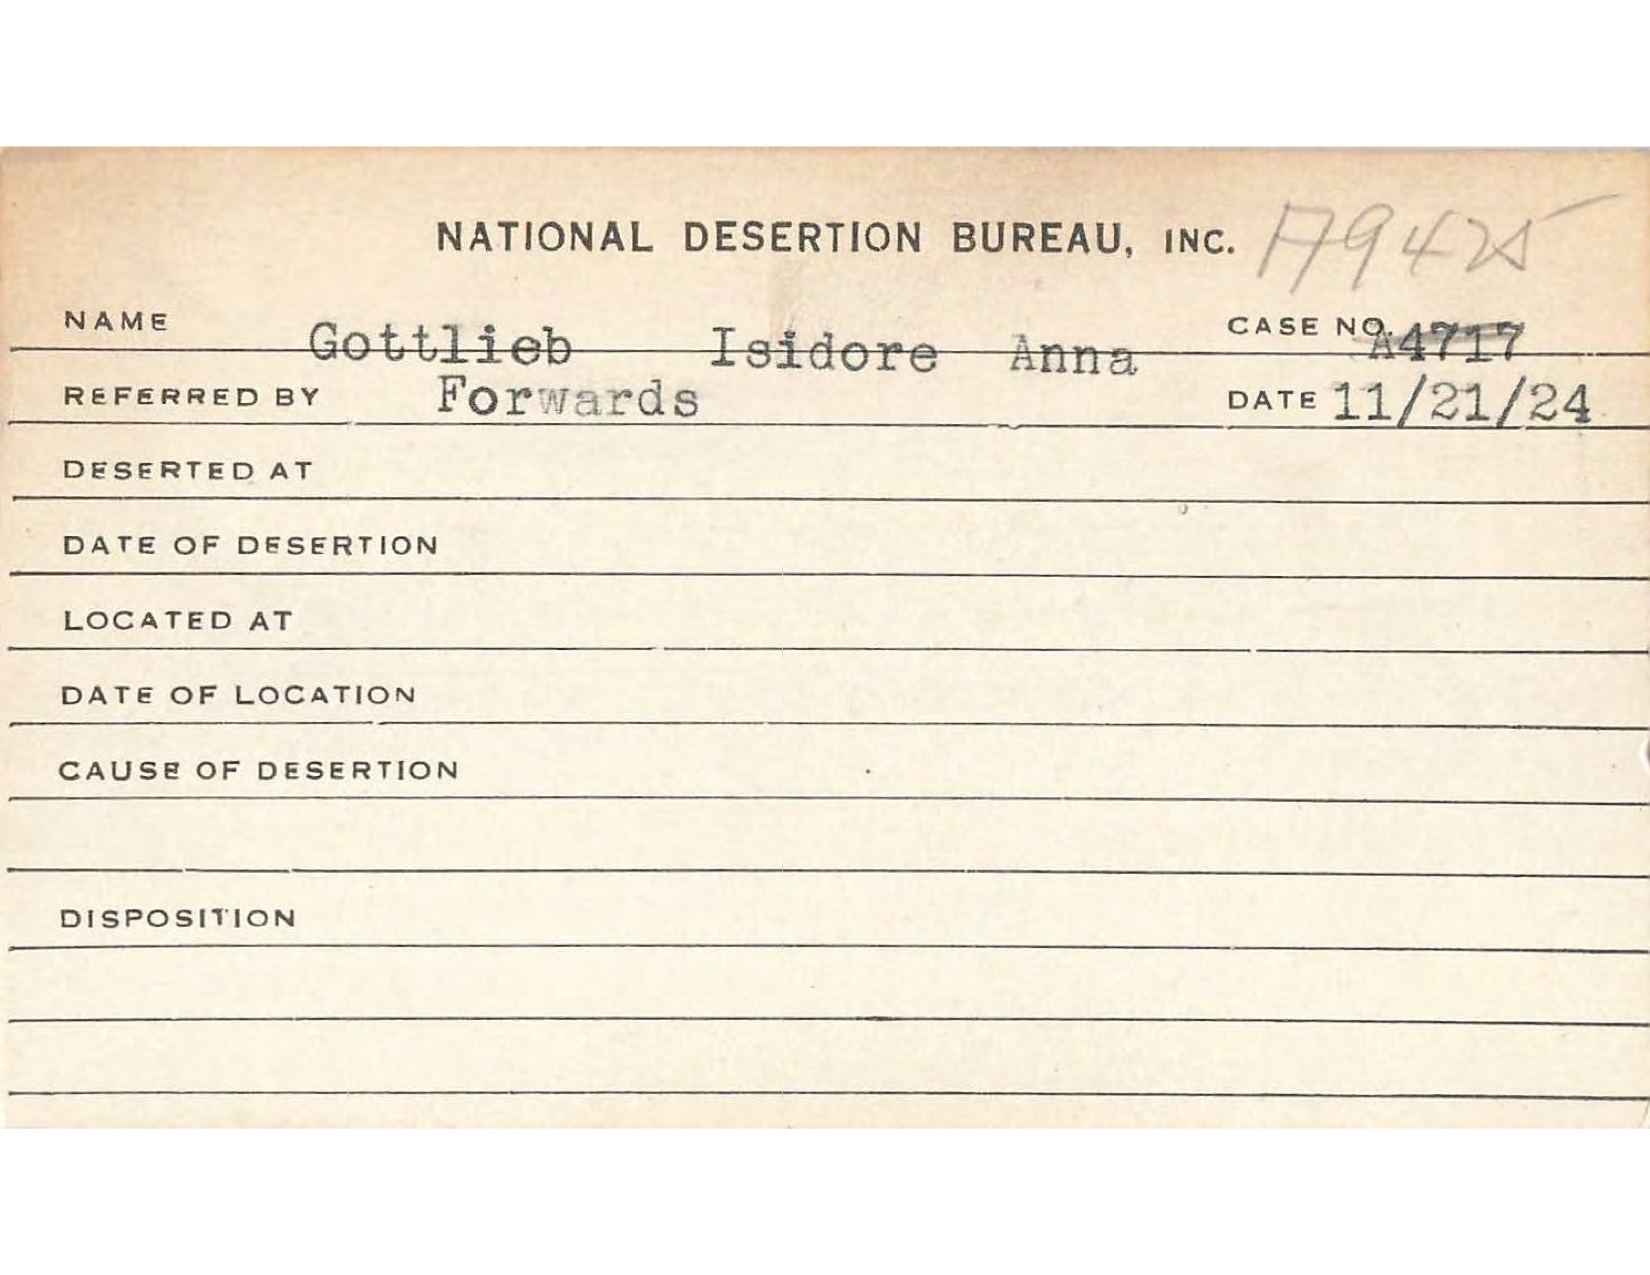 NATIONAL DESERTION BUREAU, INC. A9425
NAME Gottlieb Isidore Anna CASE NO. A4717
REFERRED BY Forwards DATE 11/21/24
DESERTED AT
DATE OF DESERTION
LOCATED AT
DATE OF LOCATION
CAUSE OF DESERTION
DISPOSITION